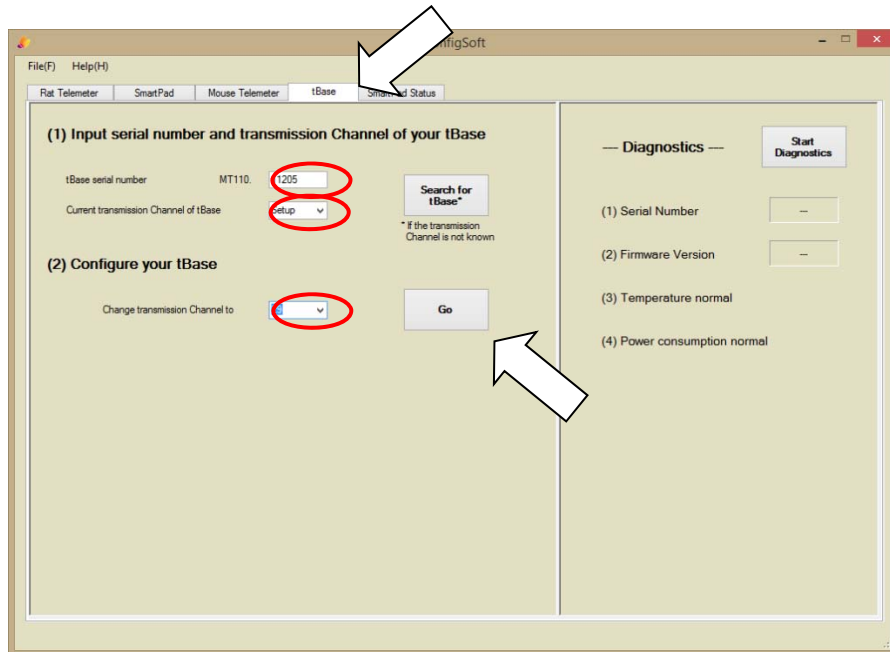 File(F) Help(H)
Rat Telemeter SmartPad Mouse Telemeter tBase Status
(1) Input serial number and transmission Channel of your tBase
tBase serial number MT110. 1205
Current transmission Channel of tBase Setup
Search for
tBase*
* If the transmission
Channel is not known
(2) Configure your tBase
Change transmission Channel to
Go
--- Diagnostics ---
Start
Diagnostics
(1) Serial Number --
(2) Firmware Version --
(3) Temperature normal
(4) Power consumption normal